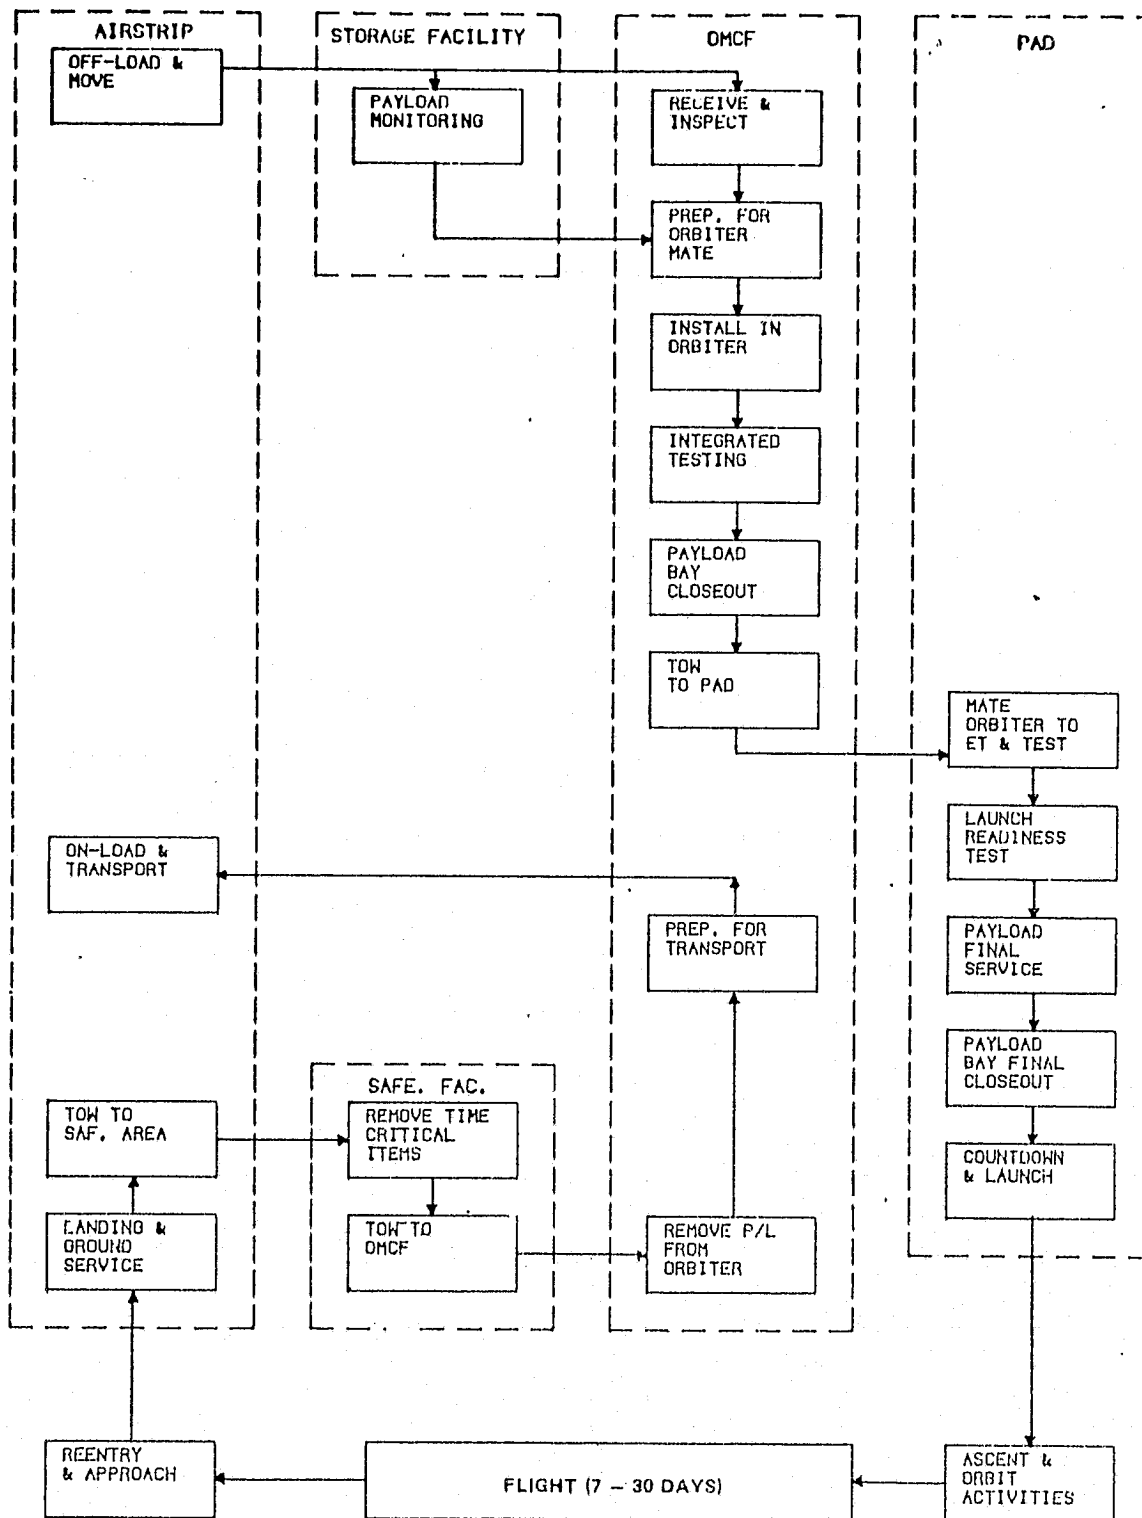 AIRSTRIP
OFF-LOAD &
MOVE
STORAGE FACILITY
PAYLOAD
MONITORING
OMCF
RECEIVE &
INSPECT
PREP. FOR
ORBITER
MATE
INSTALL IN
ORBITER
INTEGRATED
TESTING
PAYLOAD
BAY
CLOSEOUT
TOW
TO PAD
PAD
MATE
ORBITER TO
ET & TEST
LAUNCH
READINESS
TEST
PAYLOAD
FINAL
SERVICE
PAYLOAD
BAY FINAL
CLOSEOUT
COUNTDOWN
& LAUNCH
ASCENT &
ORBIT
ACTIVITIES
FLIGHT (7 – 30 DAYS)
REENTRY
& APPROACH
LANDING &
GROUND
SERVICE
TOW TO
SAF. AREA
SAFE. FAC.
REMOVE TIME
CRITICAL
ITEMS
TOW TO
OMCF
REMOVE P/L
FROM
ORBITER
PREP. FOR
TRANSPORT
ON-LOAD &
TRANSPORT